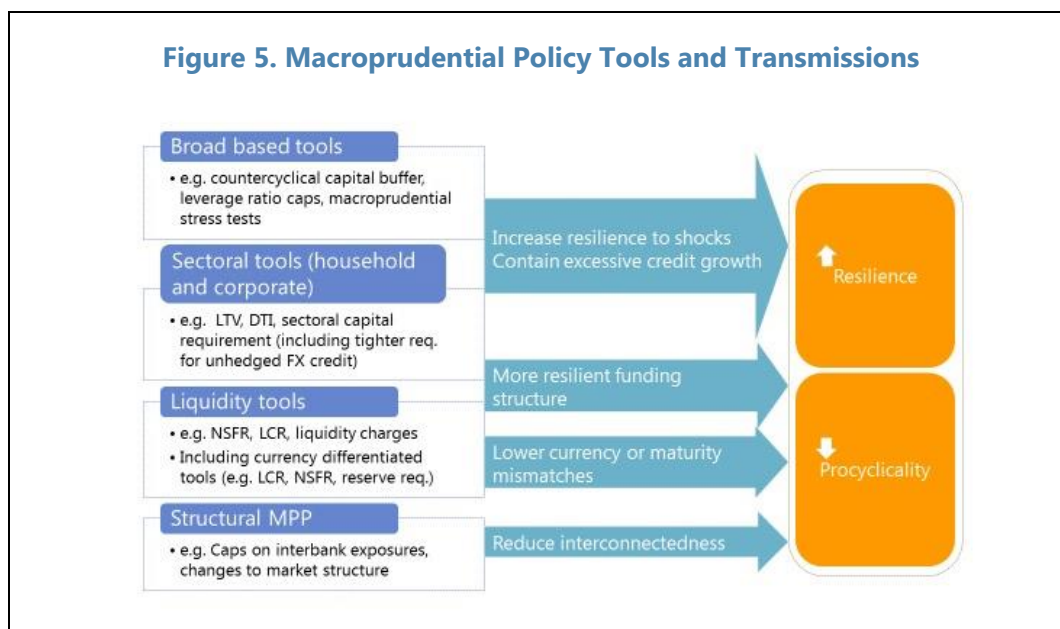 Figure 5. Macroprudential Policy Tools and Transmissions
Broad based tools
• e.g. countercyclical capital buffer,
leverage ratio caps, macroprudential
stress tests
Sectoral tools (household
and corporate)
• e.g. LTV, DTI, sectoral capital
requirement (including tighter req.
for unhedged FX credit)
Liquidity tools
• e.g. NSFR, LCR, liquidity charges
• Including currency differentiated
tools (e.g. LCR, NSFR, reserve req.)
Structural MPP
• e.g. Caps on interbank exposures,
changes to market structure
Increase resilience to shocks
Contain excessive credit growth
More resilient funding
structure
Lower currency or maturity
mismatches
Reduce interconnectedness
Resilience
Procyclicality